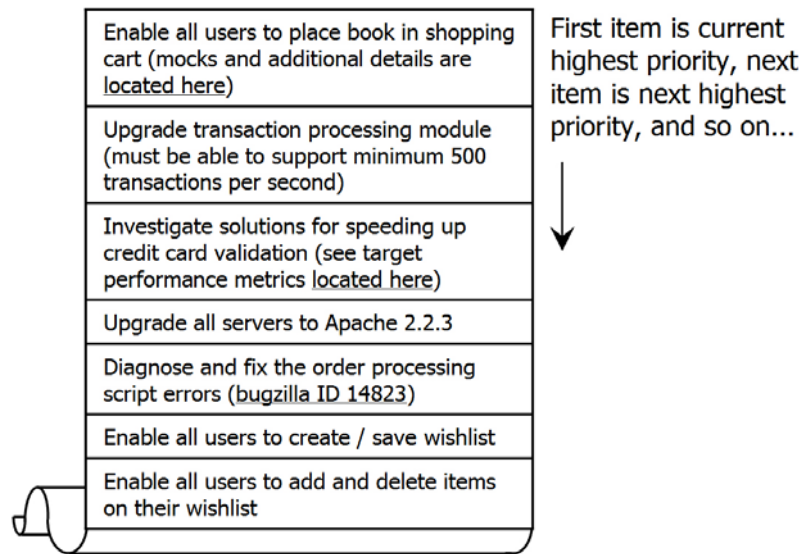 Enable all users to place book in shopping
cart (mocks and additional details are
located here)
Upgrade transaction processing module
(must be able to support minimum 500
transactions per second)
Investigate solutions for speeding up
credit card validation (see target
performance metrics located here)
Upgrade all servers to Apache 2.2.3
Diagnose and fix the order processing
script errors (bugzilla ID 14823)
Enable all users to create / save wishlist
Enable all users to add and delete items
on their wishlist
First item is current
highest priority, next
item is next highest
priority, and so on...